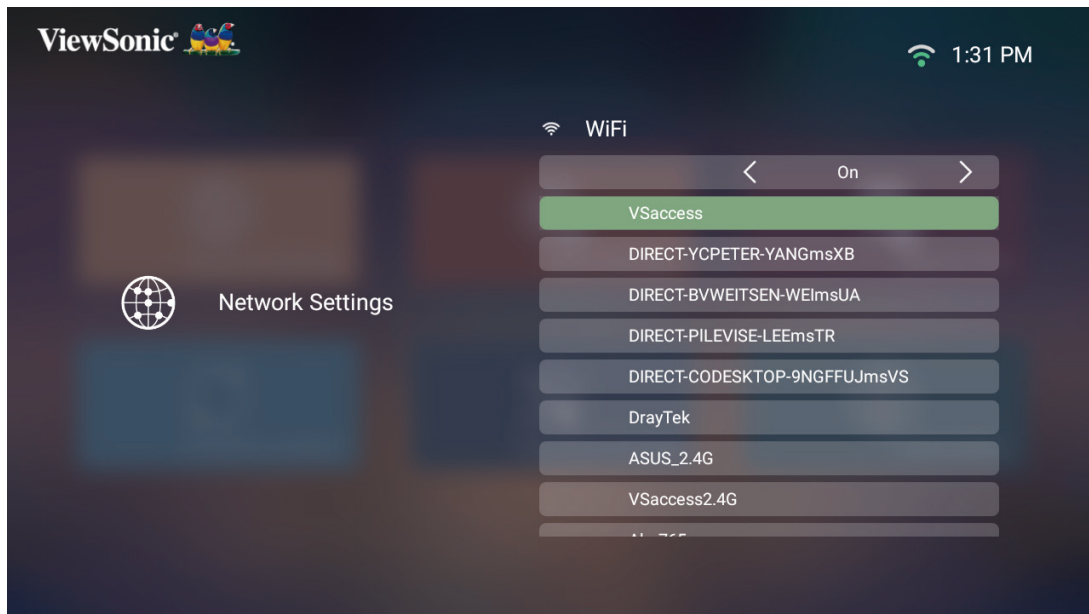 ViewSonic
1:31 PM
WiFi
On
VSaccess
DIRECT-YCPETER-YANGmsXB
DIRECT-BVWEITSEN-WEImsUA
Network Settings
DIRECT-PILEVISE-LEEmsTR
DIRECT-CODESKTOP-9NGFFUJmsVS
DrayTek
ASUS_2.4G
VSaccess2.4G